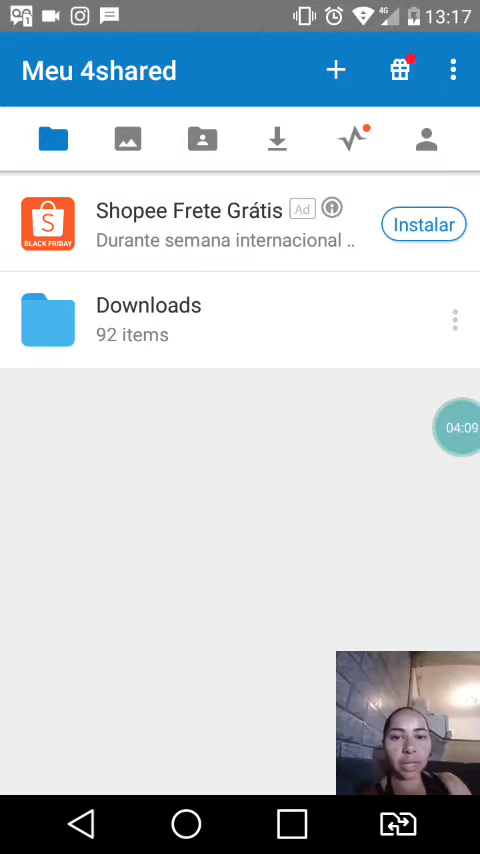 4G 13:17
Meu 4shared
S
BLACK FRIDAY
Shopee Frete Grátis Ad
Durante semana internacional ..
Instalar
Downloads
92 items
04:09